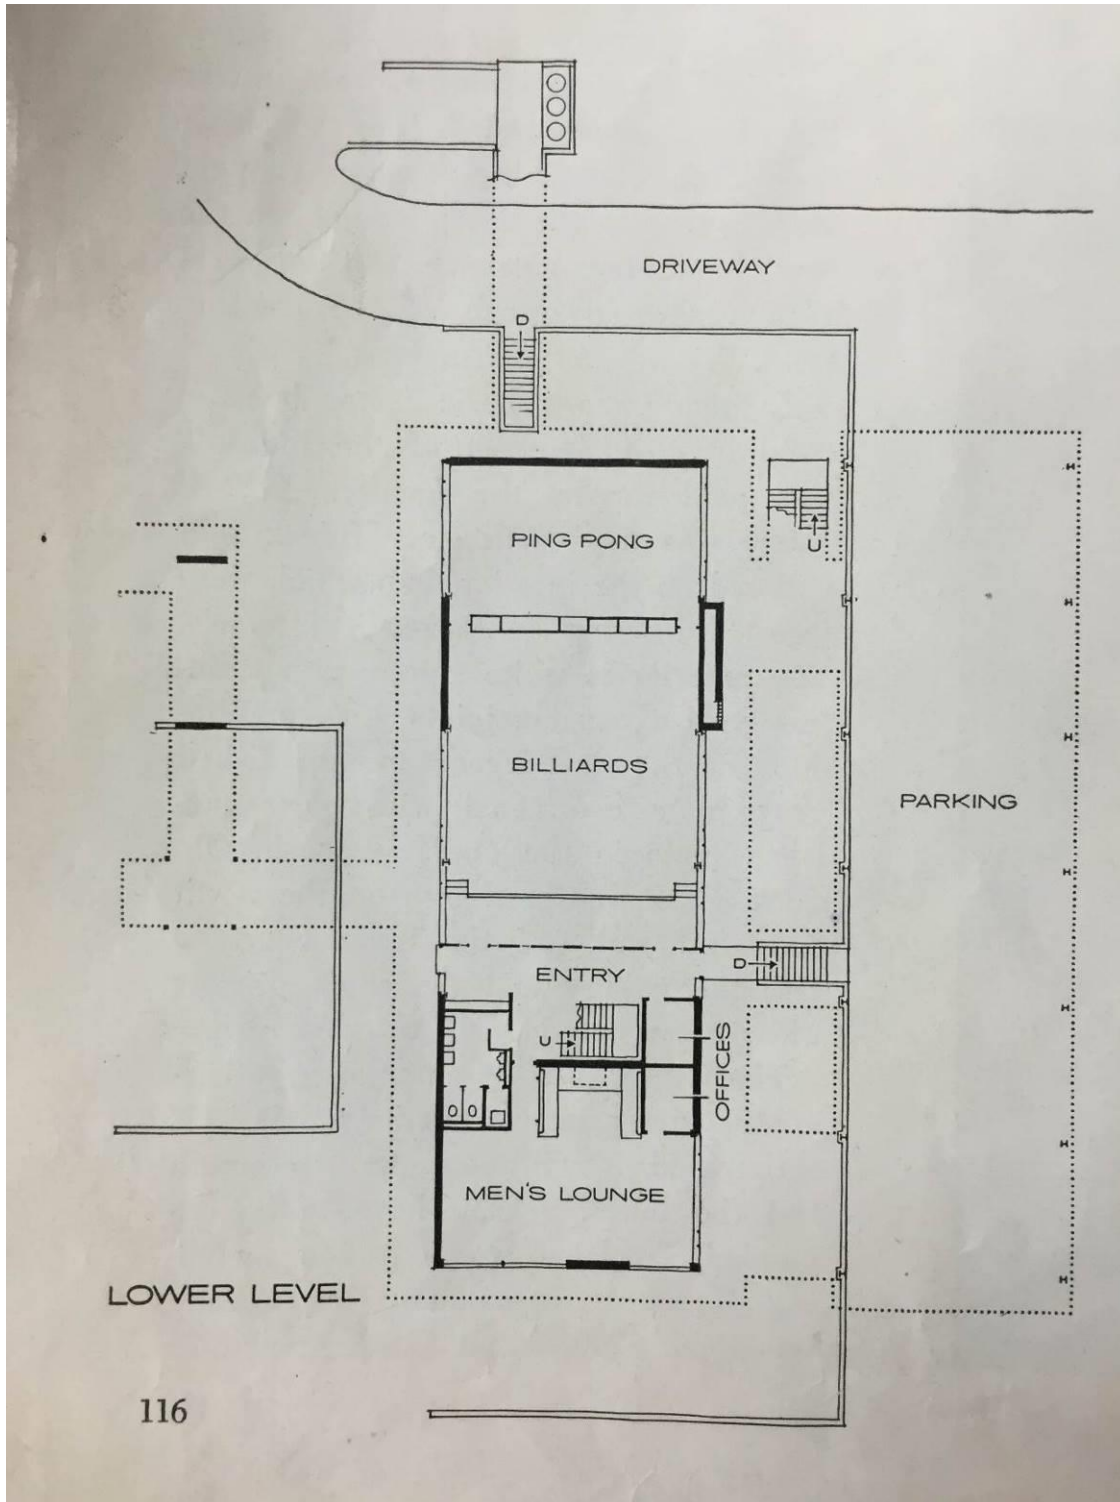 DRIVEWAY
D
PING PONG
U
BILLIARDS
PARKING
D
ENTRY
U
OFFICES
MEN'S LOUNGE
LOWER LEVEL
116